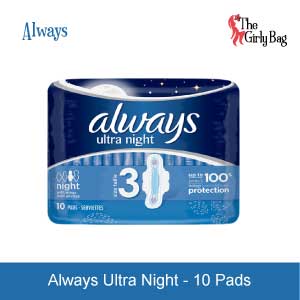 Always
The
Girly Bag
always
ultra night
night
size taille
3
up to
100%
protection
10 PADS · SERVIETTES
Always Ultra Night - 10 Pads